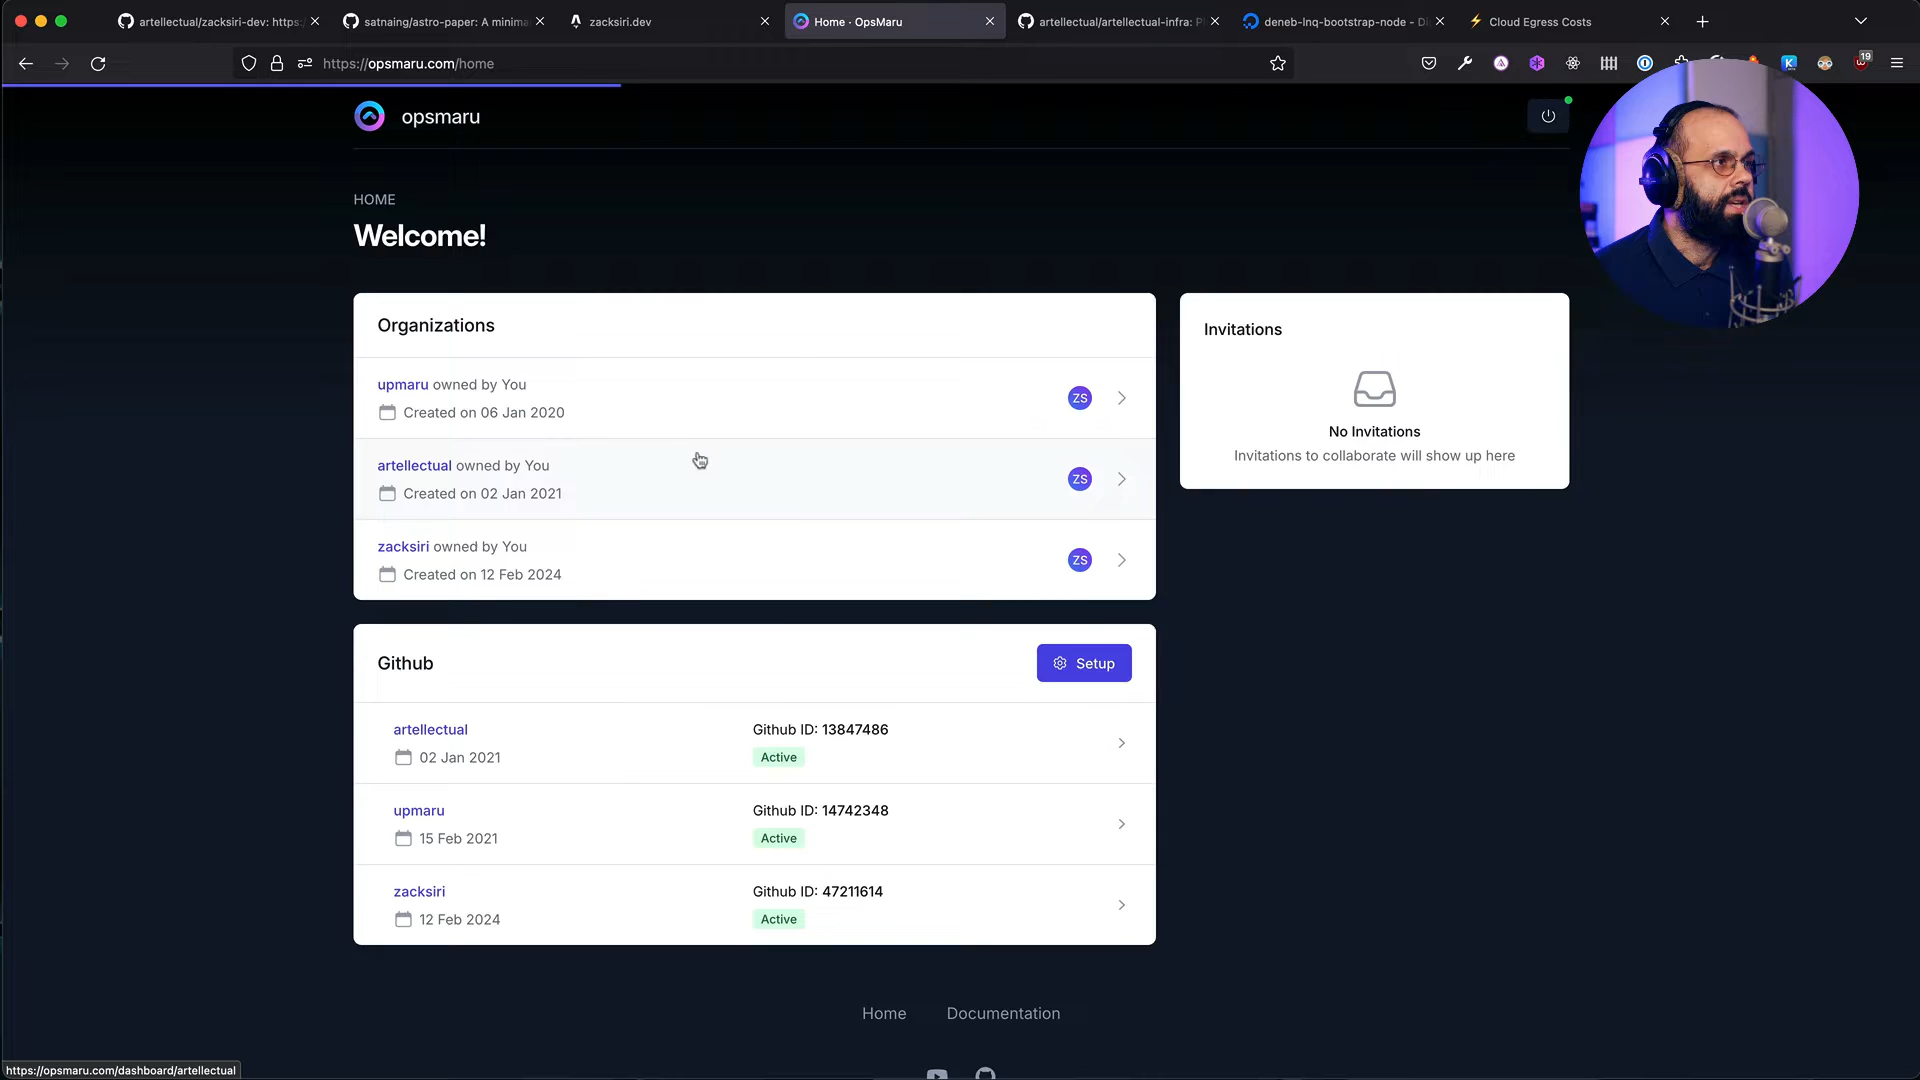 artellectual/zacksiri-dev: https:/
satnaing/astro-paper: A minima
zacksiri.dev
Home · OpsMaru
artellectual/artellectual-infra: P
deneb-lnq-bootstrap-node - Di
Cloud Egress Costs
https://opsmaru.com/home
19
opsmaru
HOME
Welcome!
Organizations
upmaru owned by You
Created on 06 Jan 2020
ZS
artellectual owned by You
Created on 02 Jan 2021
ZS
zacksiri owned by You
Created on 12 Feb 2024
ZS
Invitations
No Invitations
Invitations to collaborate will show up here
Github
Setup
artellectual
02 Jan 2021
Github ID: 13847486
Active
upmaru
15 Feb 2021
Github ID: 14742348
Active
zacksiri
12 Feb 2024
Github ID: 47211614
Active
Home
Documentation
https://opsmaru.com/dashboard/artellectual